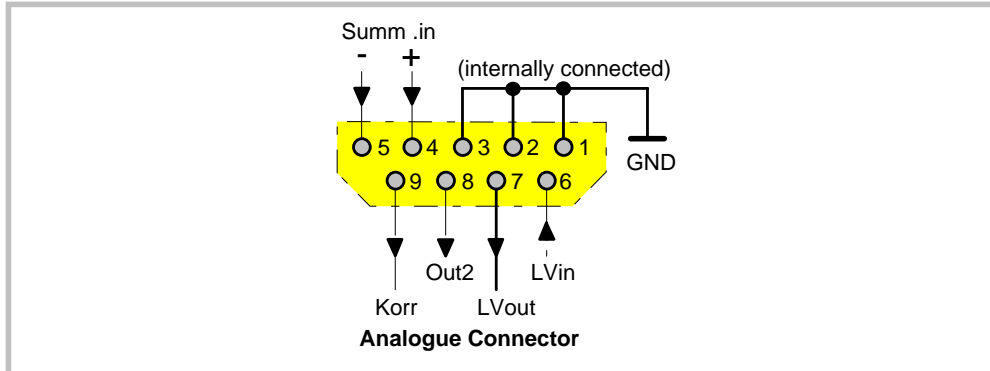 Summ .in
- +
(internally connected)
5 4 3 2 1
GND
9 8 7 6
Out2 LVin
Korr LVout
Analogue Connector